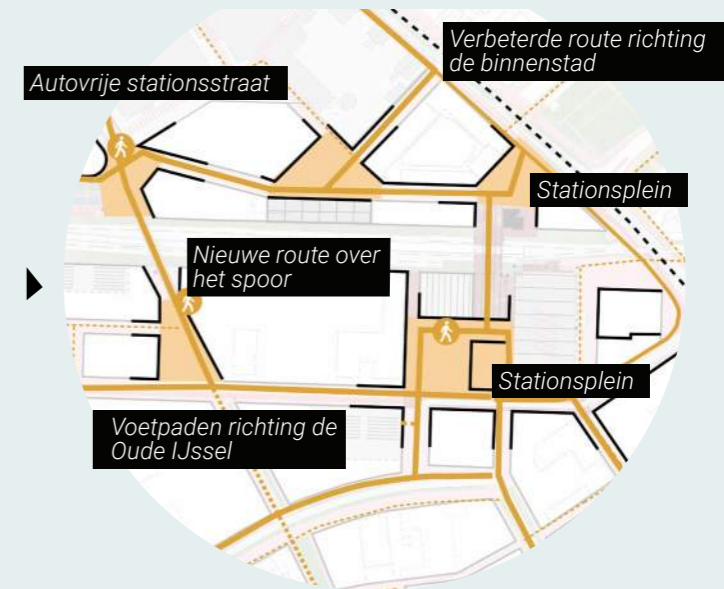 Verbeterde route richting
de binnenstad
Autovrije stationsstraat
Stationsplein
Nieuwe route over
het spoor
Stationsplein
Voetpaden richting de
Oude IJssel